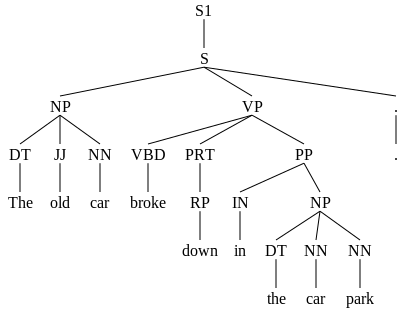 S1
S
NP VP .
DT JJ NN VBD PRT PP .
The old car broke RP IN NP
down in DT NN NN
the car park